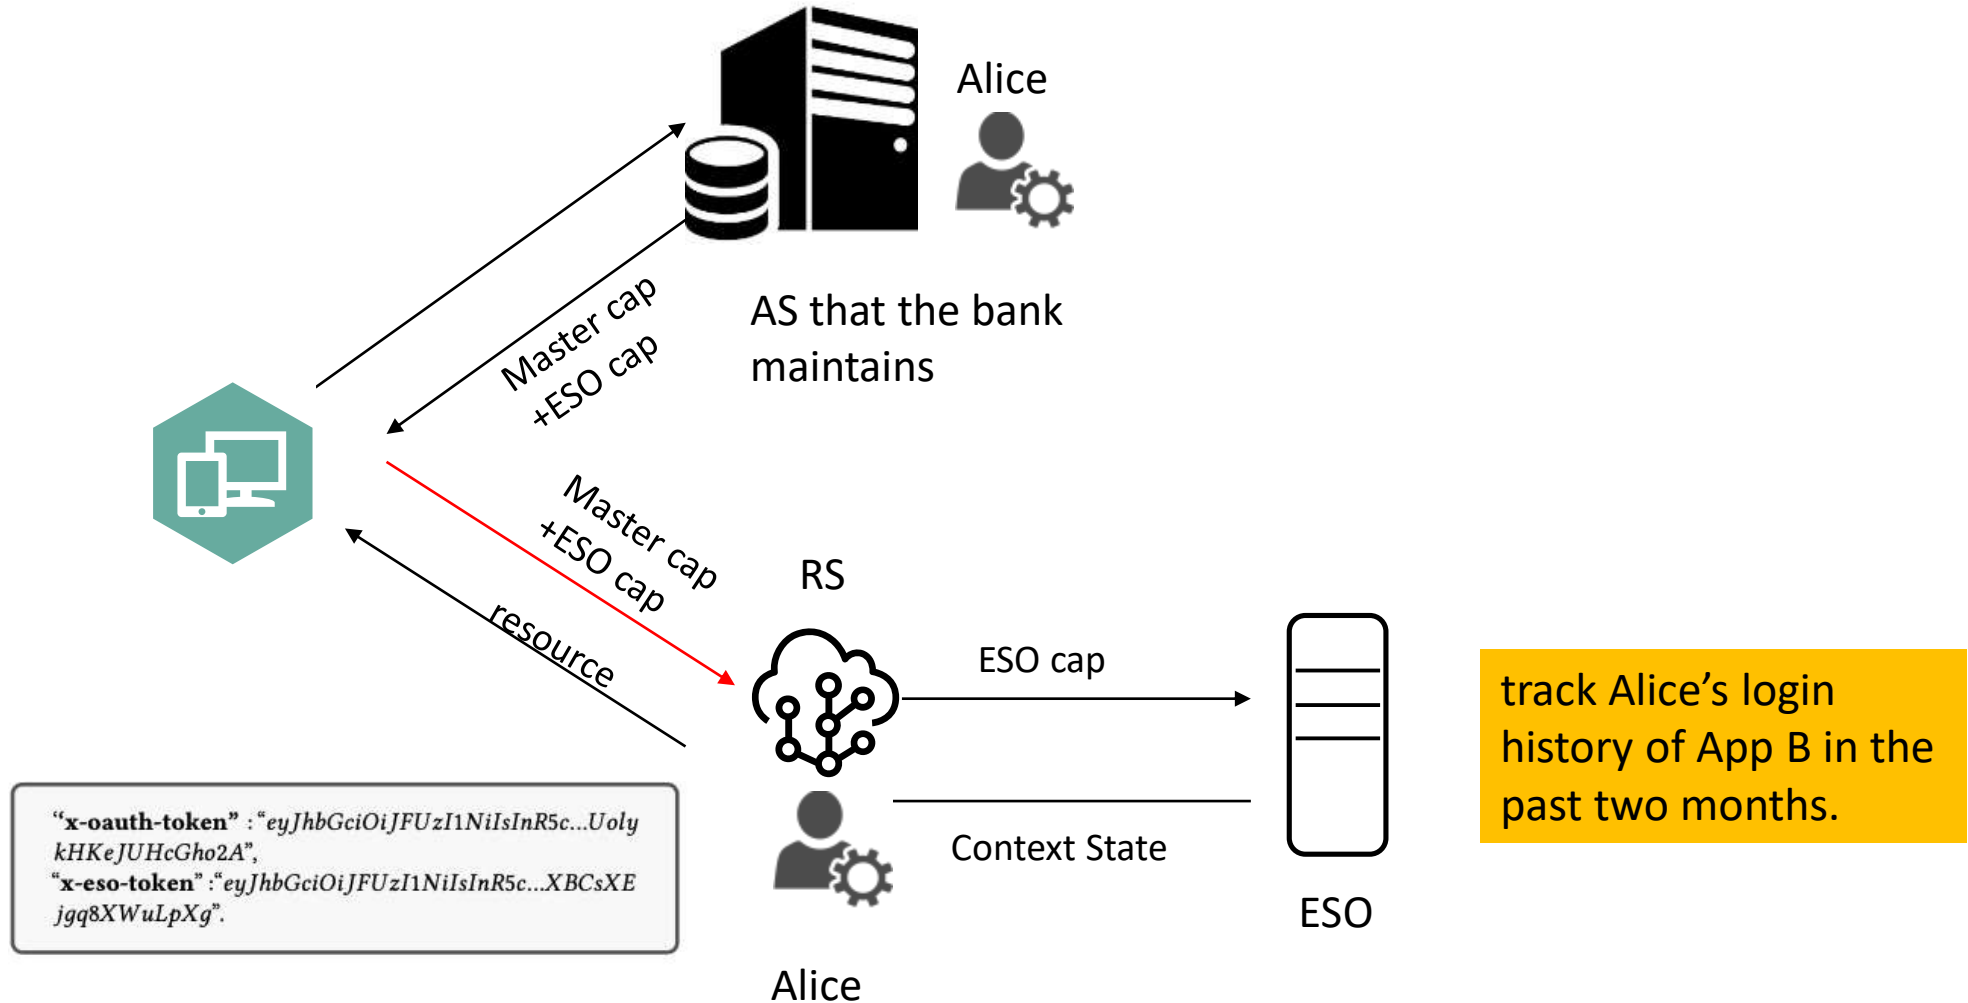 Alice
AS that the bank
maintains
Master cap
+ESO cap
Master cap
+ESO cap
resource
RS
ESO cap
Context State
ESO
track Alice’s login
history of App B in the
past two months.
“x-oauth-token” : “eyJhbGciOiJFUzI1NiIsInR5c...Uoly
kHKeJUHcGho2A”,
“x-eso-token” :“eyJhbGciOiJFUzI1NiIsInR5c...XBCsXE
jgq8XWuLpXg”.
Alice